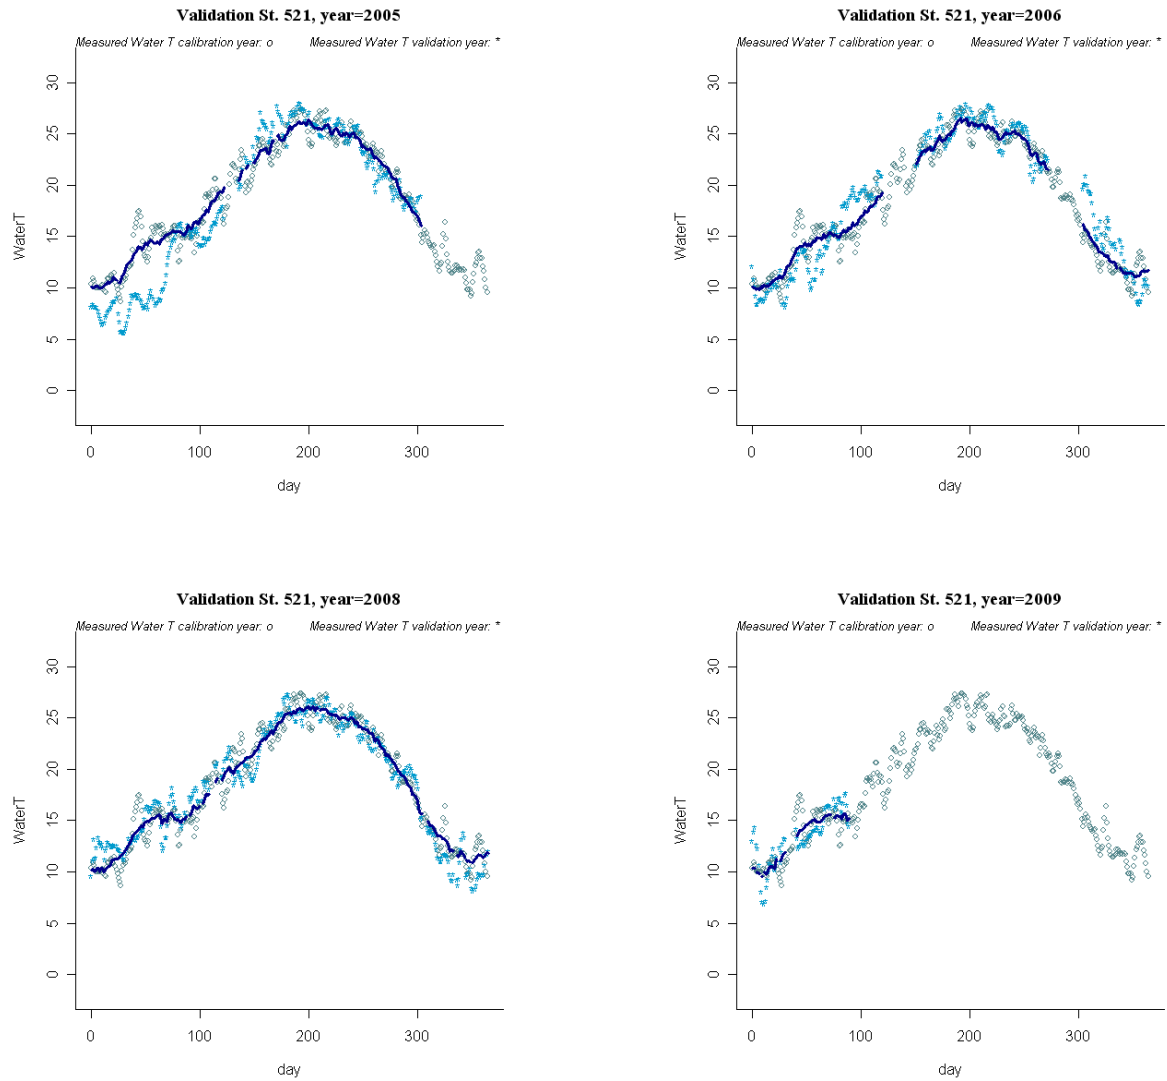 Validation St. 521, year=2005
Measured Water T calibration year: o Measured Water T validation year: *
WaterT
0 5 10 15 20 25 30
0 100 200 300
day
Validation St. 521, year=2006
Measured Water T calibration year: o Measured Water T validation year: *
WaterT
0 5 10 15 20 25 30
0 100 200 300
day
Validation St. 521, year=2008
Measured Water T calibration year: o Measured Water T validation year: *
WaterT
0 5 10 15 20 25 30
0 100 200 300
day
Validation St. 521, year=2009
Measured Water T calibration year: o Measured Water T validation year: *
WaterT
0 5 10 15 20 25 30
0 100 200 300
day